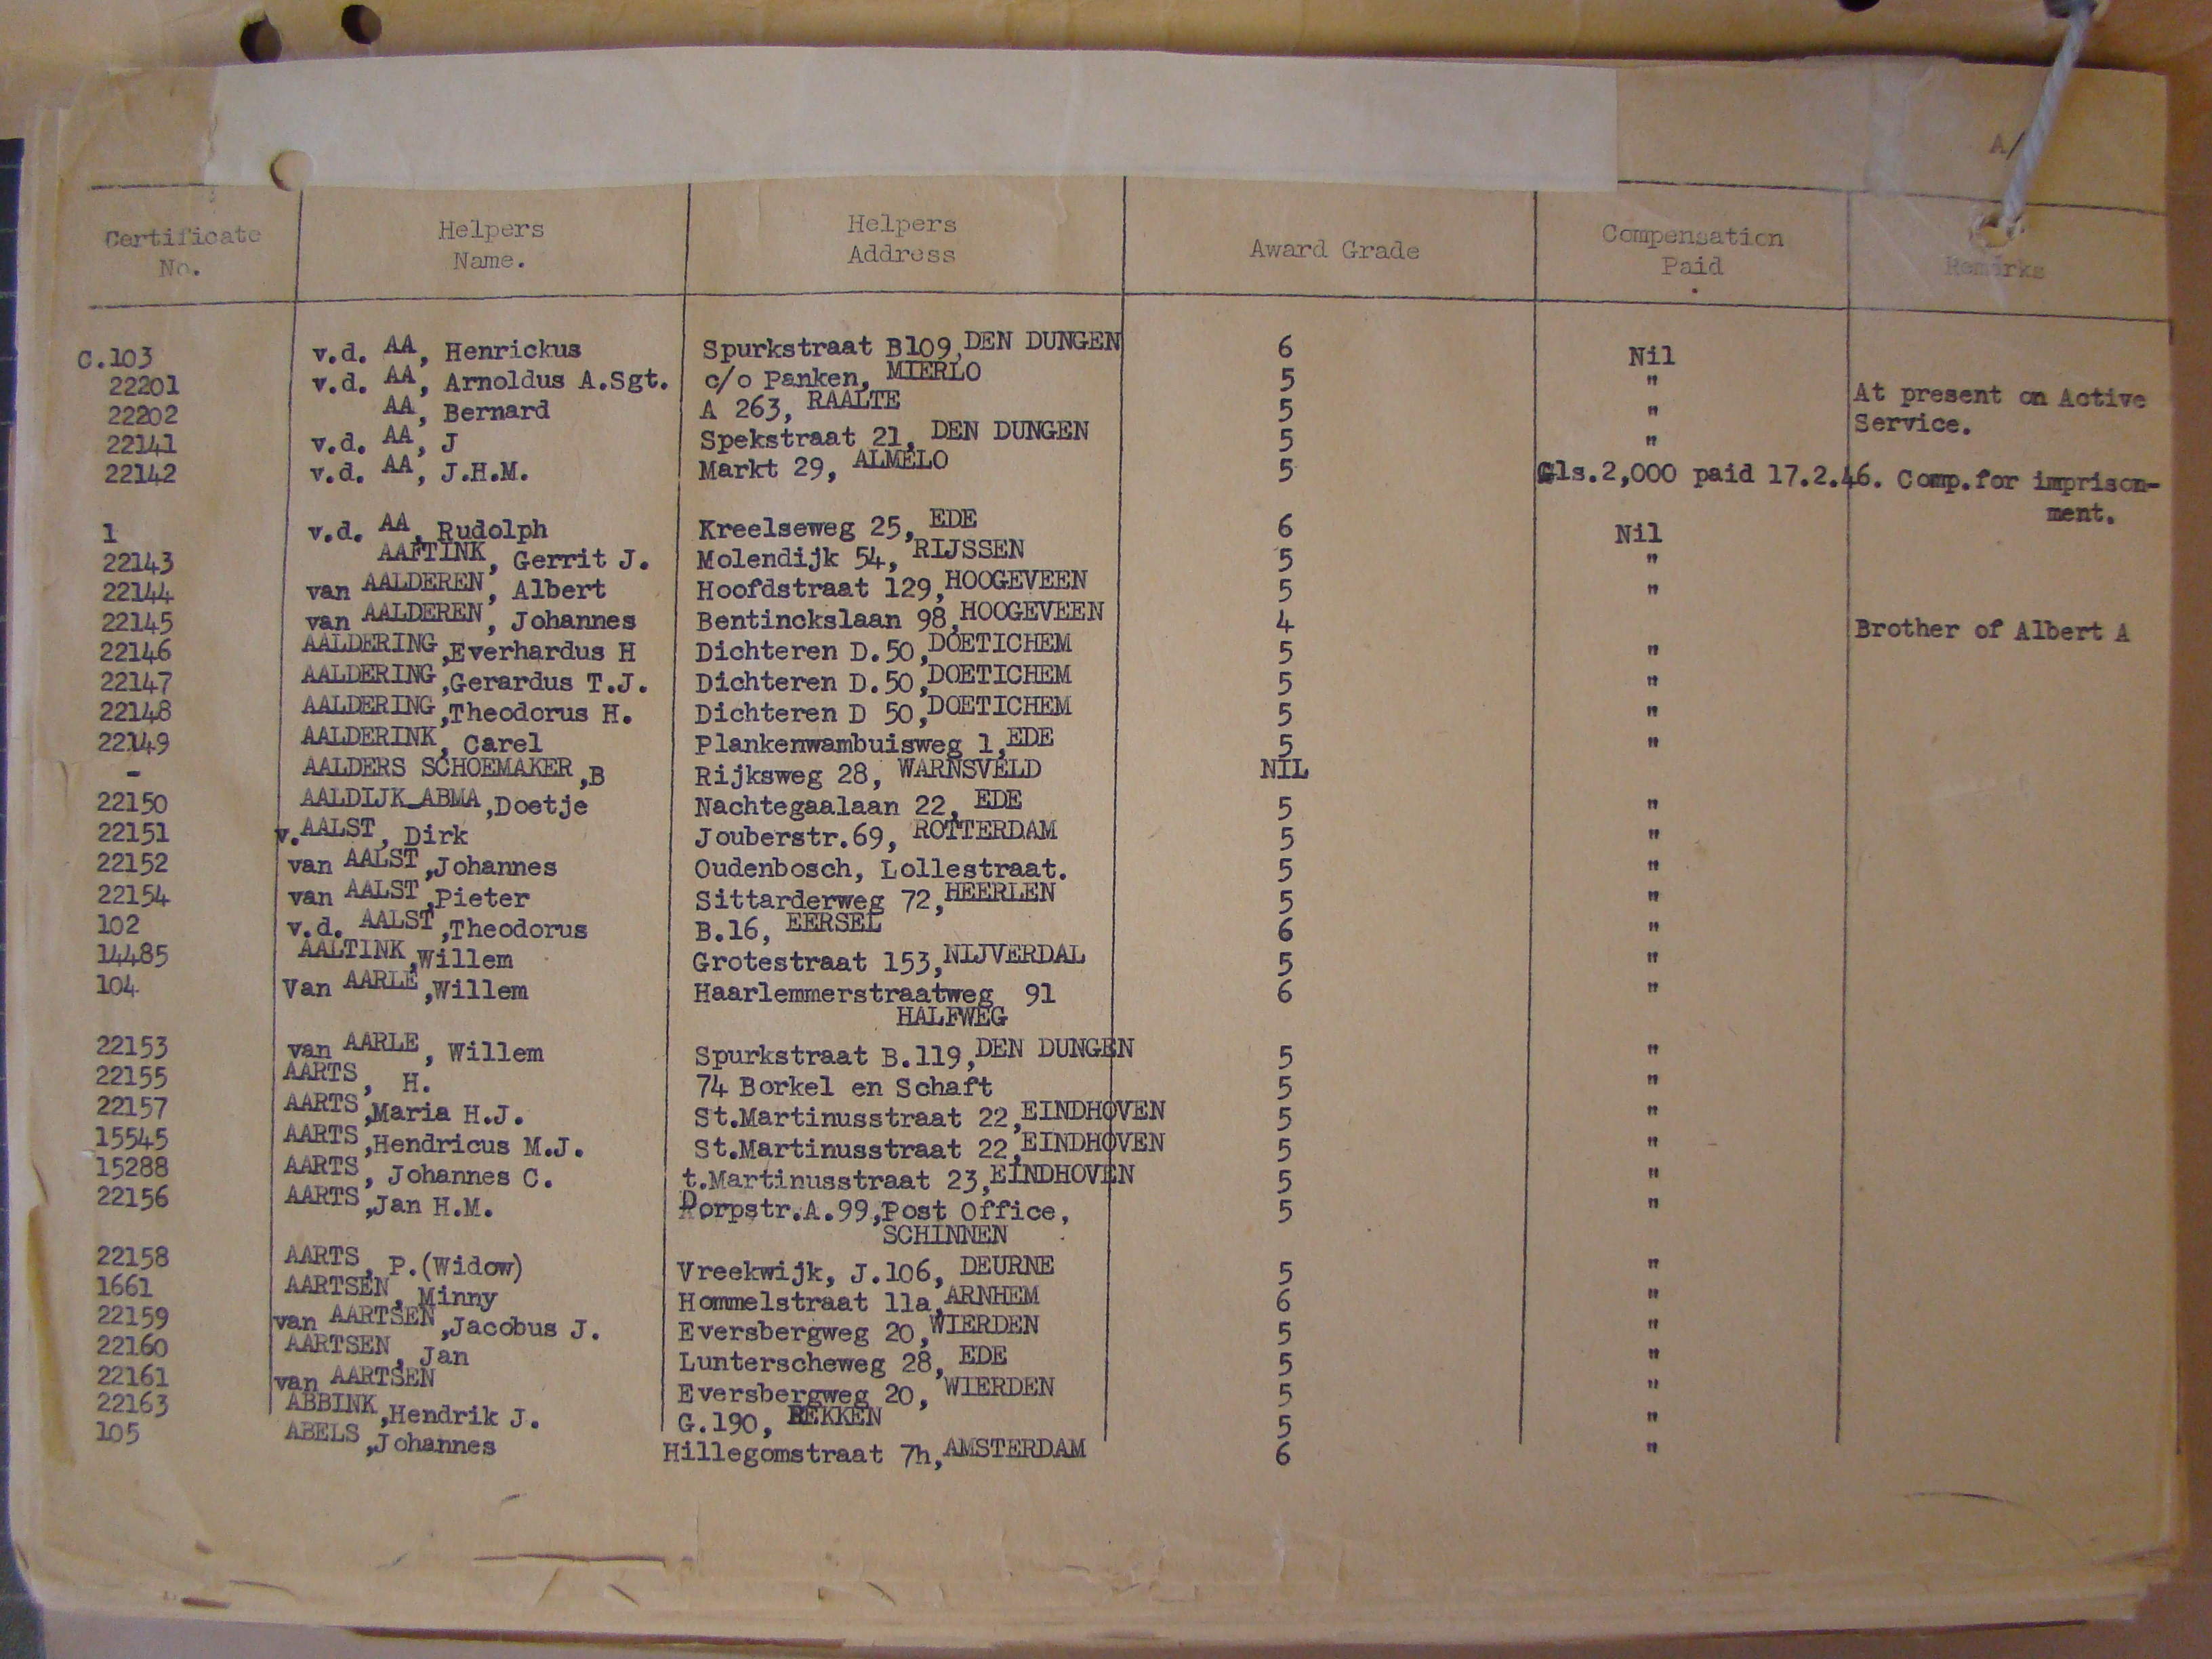 A/
Certificate No. Helpers Name. Helpers Address Award Grade Compensation Paid Remarks
C.103 v.d. AA, Henrickus Spurkstraat B109,DEN DUNGEN 6 Nil
22201 v.d. AA, Arnoldus A.Sgt. c/o Panken, MIERLO 5 " At present on Active
22202 AA, Bernard A 263, RAALTE 5 " Service.
22141 v.d. AA, J Spekstraat 21, DEN DUNGEN 5 "
22142 v.d. AA, J.H.M. Markt 29, ALMELO 5 Gls.2,000 paid 17.2.46. Comp.for imprison-
ment.
1 v.d. AA, Rudolph Kreelseweg 25, EDE 6 Nil
22143 AAFTINK, Gerrit J. Molendijk 54, RIJSSEN 5 "
22144 van AALDEREN, Albert Hoofdstraat 129,HOOGEVEEN 5 "
22145 van AALDEREN, Johannes Bentinckslaan 98,HOOGEVEEN 4 Brother of Albert A
22146 AALDERING,Everhardus H Dichteren D.50,DOETICHEM 5 "
22147 AALDERING,Gerardus T.J. Dichteren D.50,DOETICHEM 5 "
22148 AALDERING,Theodorus H. Dichteren D 50,DOETICHEM 5 "
22149 AALDERINK, Carel Plankenwambuisweg 1,EDE 5 "
- AALDERS SCHOEMAKER,B Rijksweg 28, WARNSVELD NIL
22150 AALDIJK-ABMA,Doetje Nachtegaalaan 22, EDE 5 "
22151 v.AALST, Dirk Jouberstr.69, ROTTERDAM 5 "
22152 van AALST,Johannes Oudenbosch, Lollestraat. 5 "
22154 van AALST,Pieter Sittarderweg 72,HEERLEN 5 "
102 v.d. AALST,Theodorus B.16, EERSEL 6 "
14485 AALTINK,Willem Grotestraat 153,NIJVERDAL 5 "
104 Van AARLE,Willem Haarlemmerstraatweg 91 6 "
HALFWEG
22153 van AARLE, Willem Spurkstraat B.119,DEN DUNGEN 5 "
22155 AARTS, H. 74 Borkel en Schaft 5 "
22157 AARTS,Maria H.J. St.Martinusstraat 22,EINDHOVEN 5 "
15545 AARTS,Hendricus M.J. St.Martinusstraat 22,EINDHOVEN 5 "
15288 AARTS, Johannes C. t.Martinusstraat 23,EINDHOVEN 5 "
22156 AARTS,Jan H.M. Dorpstr.A.99,Post Office, 5 "
SCHINNEN
22158 AARTS, P.(Widow) Vreekwijk, J.106, DEURNE 5 "
1661 AARTSEN, Minny Hommelstraat 11a,ARNHEM 6 "
22159 van AARTSEN,Jacobus J. Eversbergweg 20,WIERDEN 5 "
22160 AARTSEN, Jan Lunterscheweg 28, EDE 5 "
22161 van AARTSEN Eversbergweg 20, WIERDEN 5 "
22163 ABBINK,Hendrik J. G.190, REKKEN 5 "
105 ABELS,Johannes Hillegomstraat 7h,AMSTERDAM 6 "